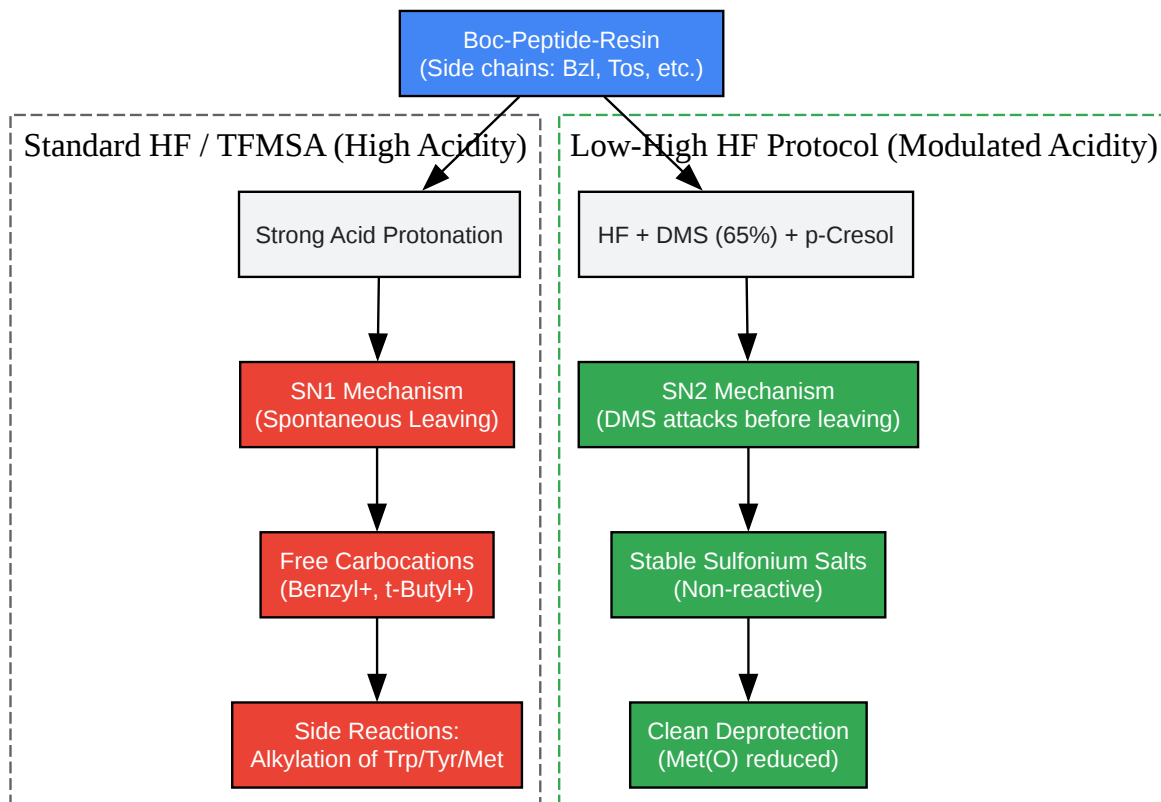 Boc-Peptide-Resin
(Side chains: Bzl, Tos, etc.)
Standard HF / TFMSA (High Acidity)
Strong Acid Protonation
SN1 Mechanism
(Spontaneous Leaving)
Free Carbocations
(Benzyl+, t-Butyl+)
Side Reactions:
Alkylation of Trp/Tyr/Met
Low-High HF Protocol (Modulated Acidity)
HF + DMS (65%) + p-Cresol
SN2 Mechanism
(DMS attacks before leaving)
Stable Sulfonium Salts
(Non-reactive)
Clean Deprotection
(Met(O) reduced)